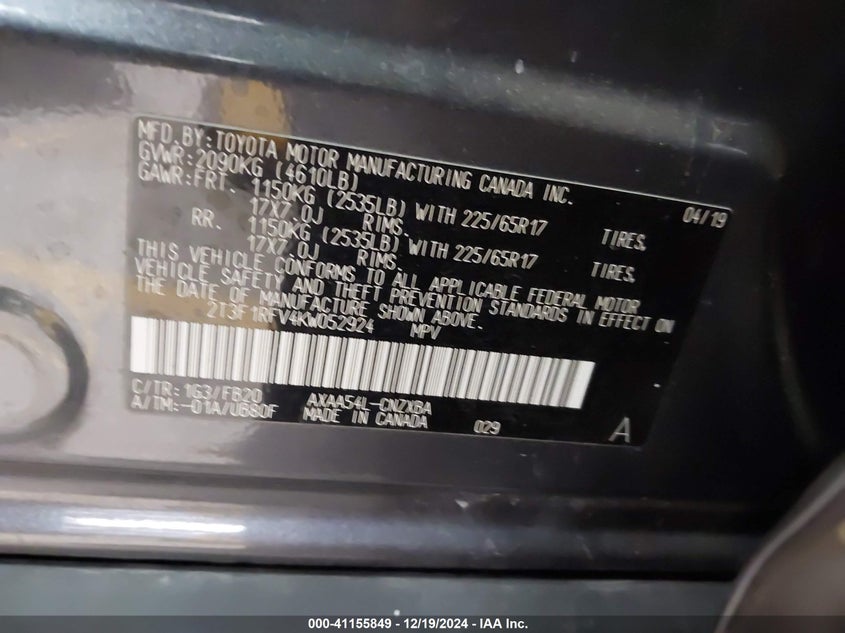 MFD. BY: TOYOTA MOTOR MANUFACTURING CANADA INC. 04/19
GVWR: 2090KG (4610LB)
GAWR: FRT. 1150KG (2535LB) WITH 225/65R17 TIRES,
17X7.0J RIMS.
RR. 1150KG (2535LB) WITH 225/65R17 TIRES,
17X7.0J RIMS.
THIS VEHICLE CONFORMS TO ALL APPLICABLE FEDERAL MOTOR
VEHICLE SAFETY AND THEFT PREVENTION STANDARDS IN EFFECT ON
THE DATE OF MANUFACTURE SHOWN ABOVE.
2T3F1RFV4KW052924 MPV
C/TR: 1G3/FB20 AXAA54L-CNZXBA
A/TM: -01A/UB80F MADE IN CANADA 029 A
000-41155849 - 12/19/2024 - IAA Inc.